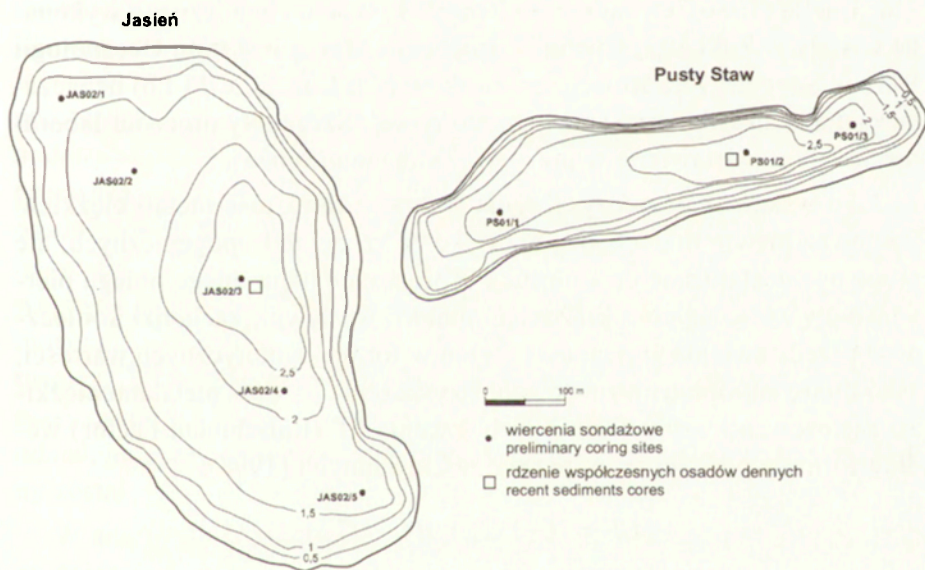 Jasień
JAS02/1
JAS02/2
JAS02/3
2,5
JAS02/4
2
JAS02/5
1,5
1
0,5
Pusty Staw
0,5
1
1,5
2
PS01/3
2,5
PS01/2
PS01/1
0 100 m
wiercenia sondażowe
preliminary coring sites
rdzenie współczesnych osadów dennych
recent sediments cores